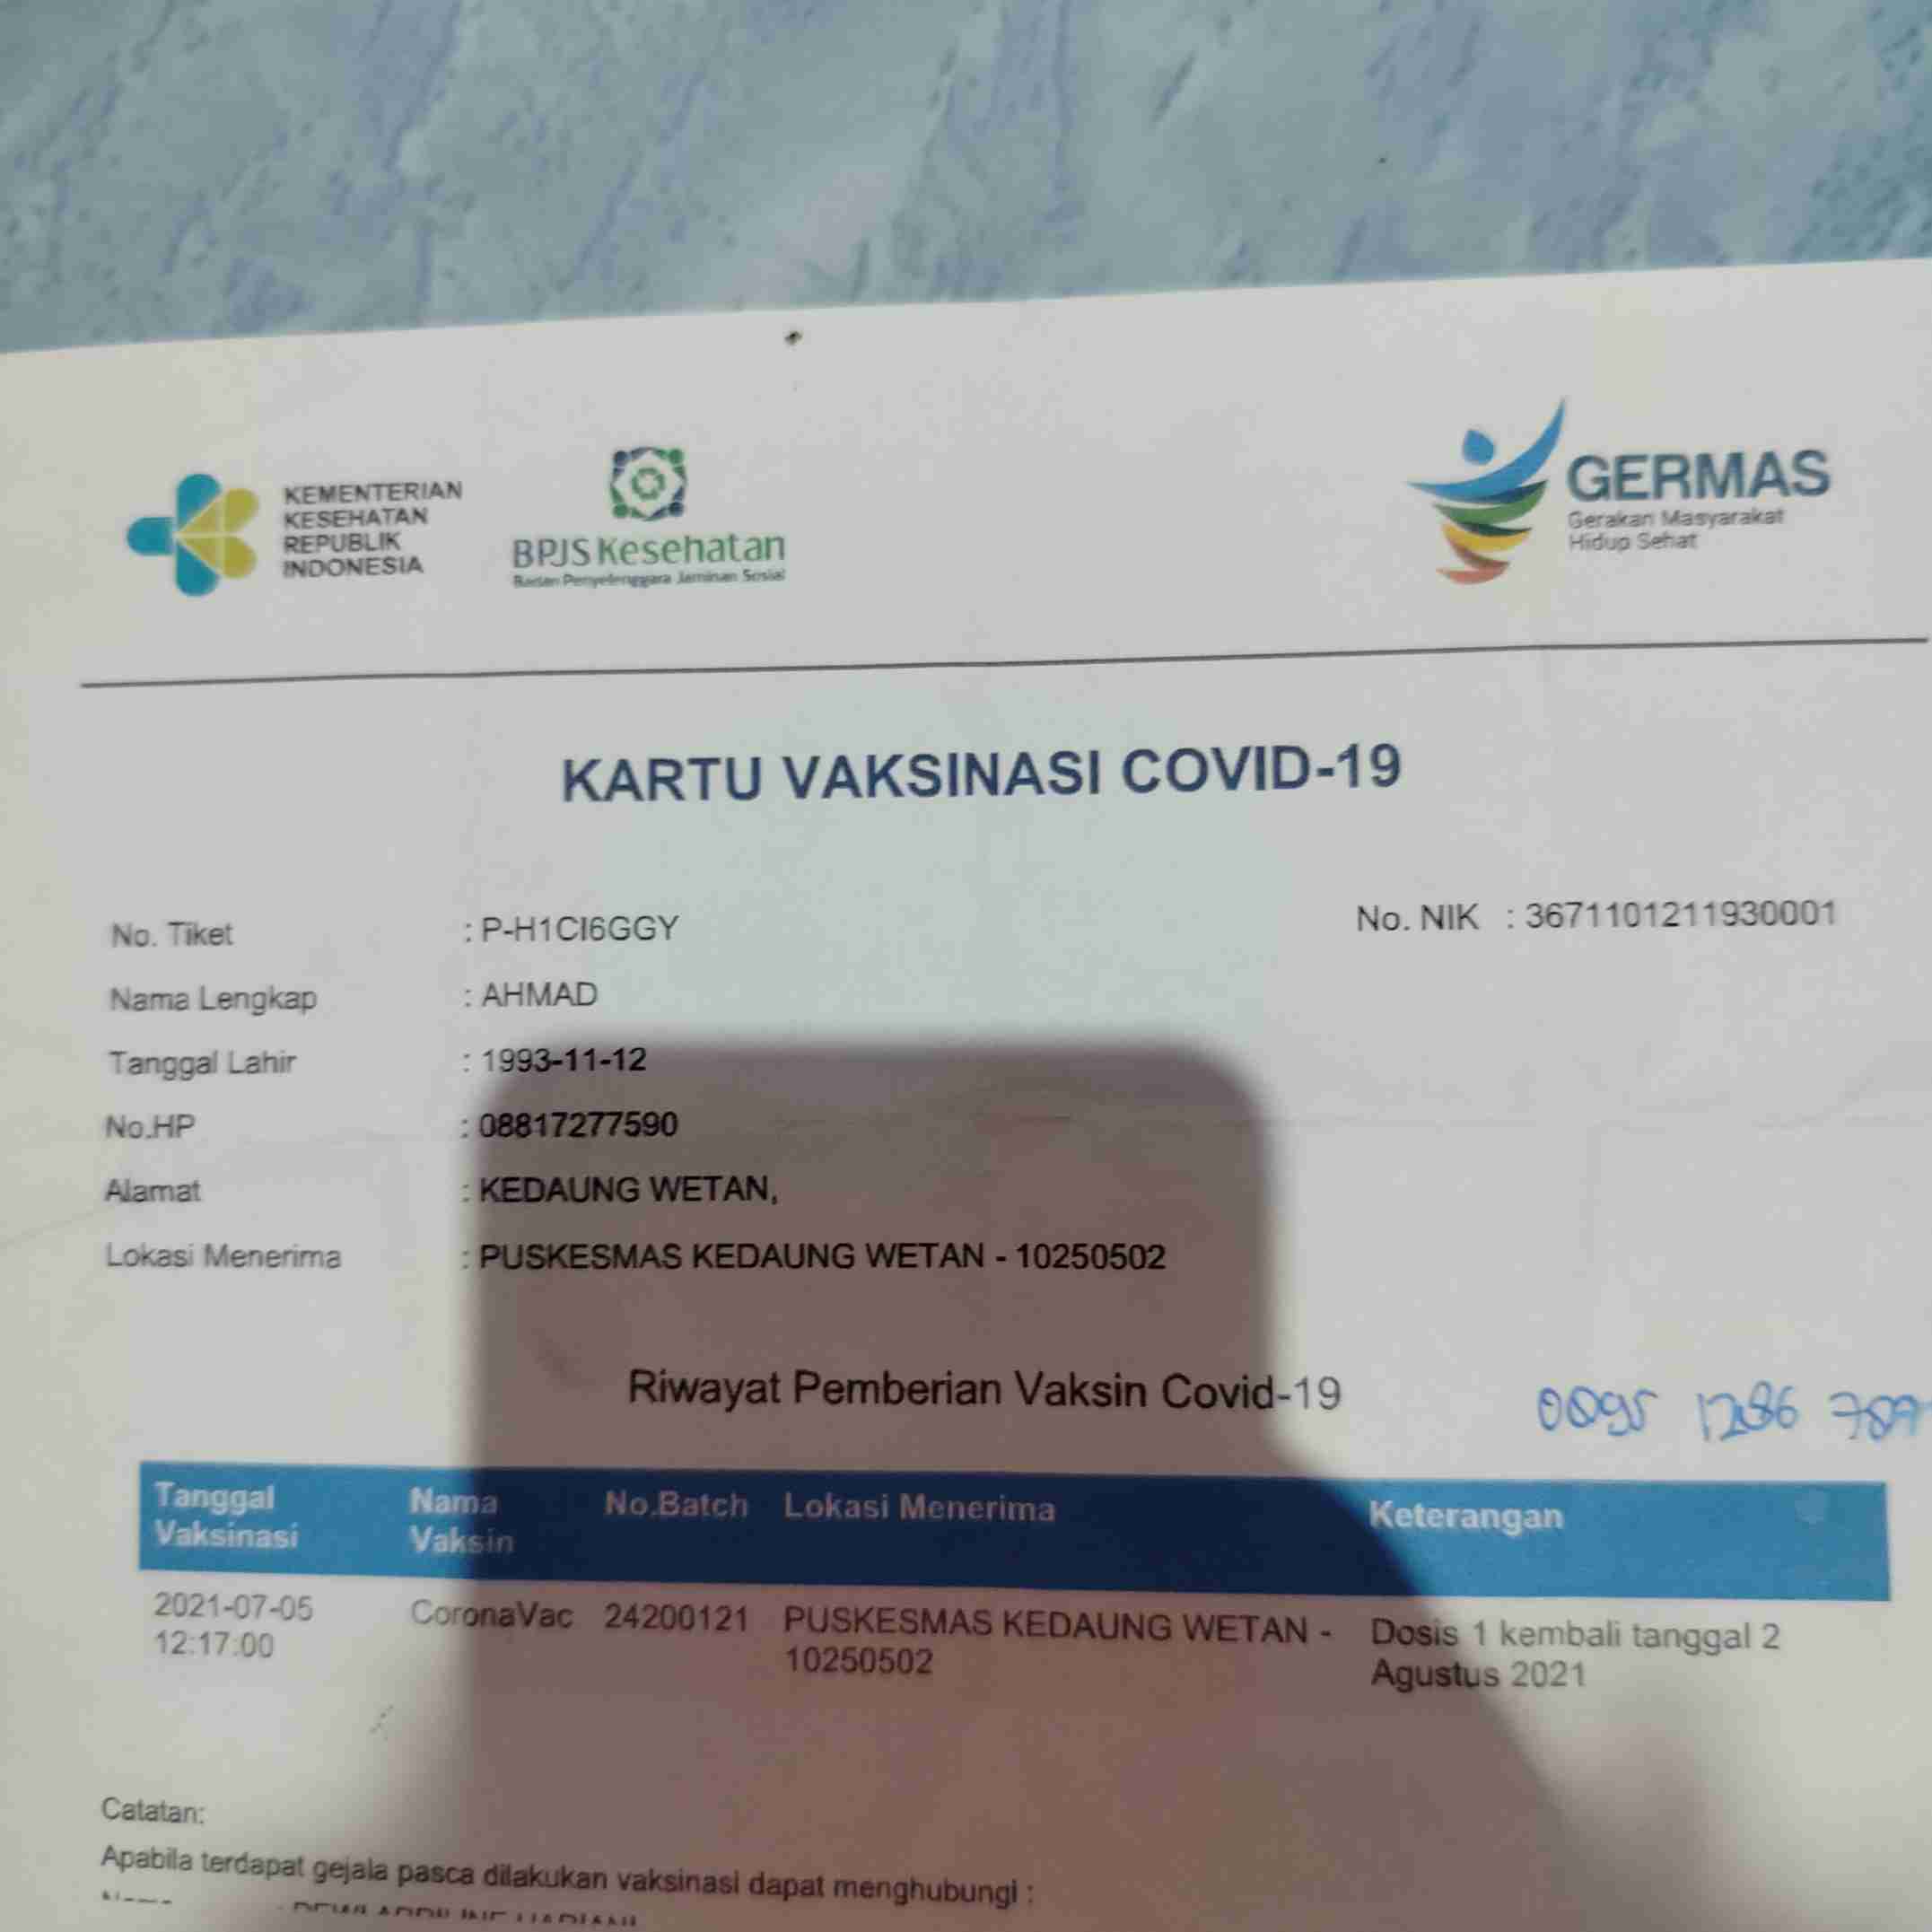 KEMENTERIAN
KESEHATAN
REPUBLIK
INDONESIA
BPJS Kesehatan
Badan Penyelenggara Jaminan Sosial
GERMAS
Gerakan Masyarakat
Hidup Sehat
KARTU VAKSINASI COVID-19
No. Tiket : P-H1CI6GGY No. NIK : 3671101211930001
Nama Lengkap : AHMAD
Tanggal Lahir : 1993-11-12
No.HP : 08817277590
Alamat : KEDAUNG WETAN,
Lokasi Menerima : PUSKESMAS KEDAUNG WETAN - 10250502
Riwayat Pemberian Vaksin Covid-19
0895 1286 789
Tanggal Vaksinasi Nama Vaksin No.Batch Lokasi Menerima Keterangan
2021-07-05 CoronaVac 24200121 PUSKESMAS KEDAUNG WETAN - Dosis 1 kembali tanggal 2
12:17:00 10250502 Agustus 2021
Catatan:
Apabila terdapat gejala pasca dilakukan vaksinasi dapat menghubungi :